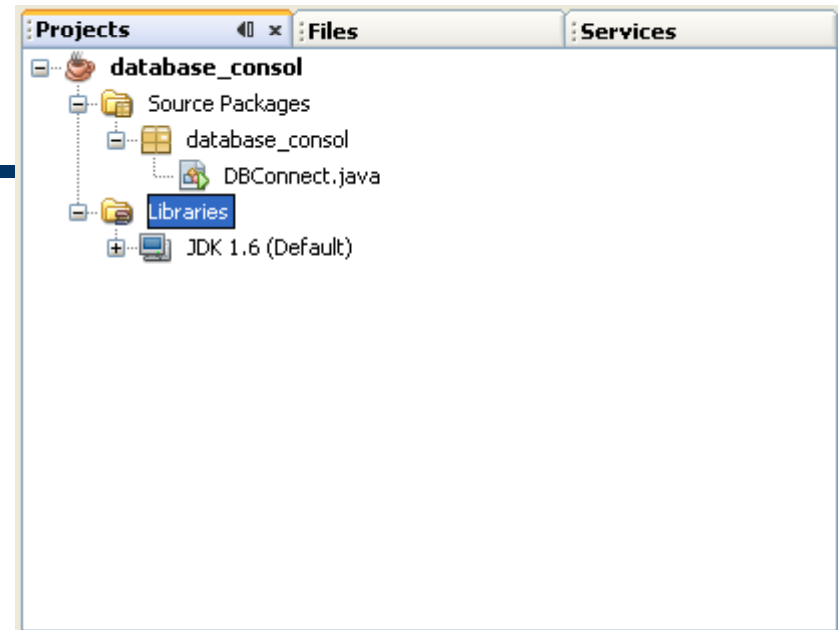 Projects Files Services
database_consol
Source Packages
database_consol
DBConnect.java
Libraries
JDK 1.6 (Default)